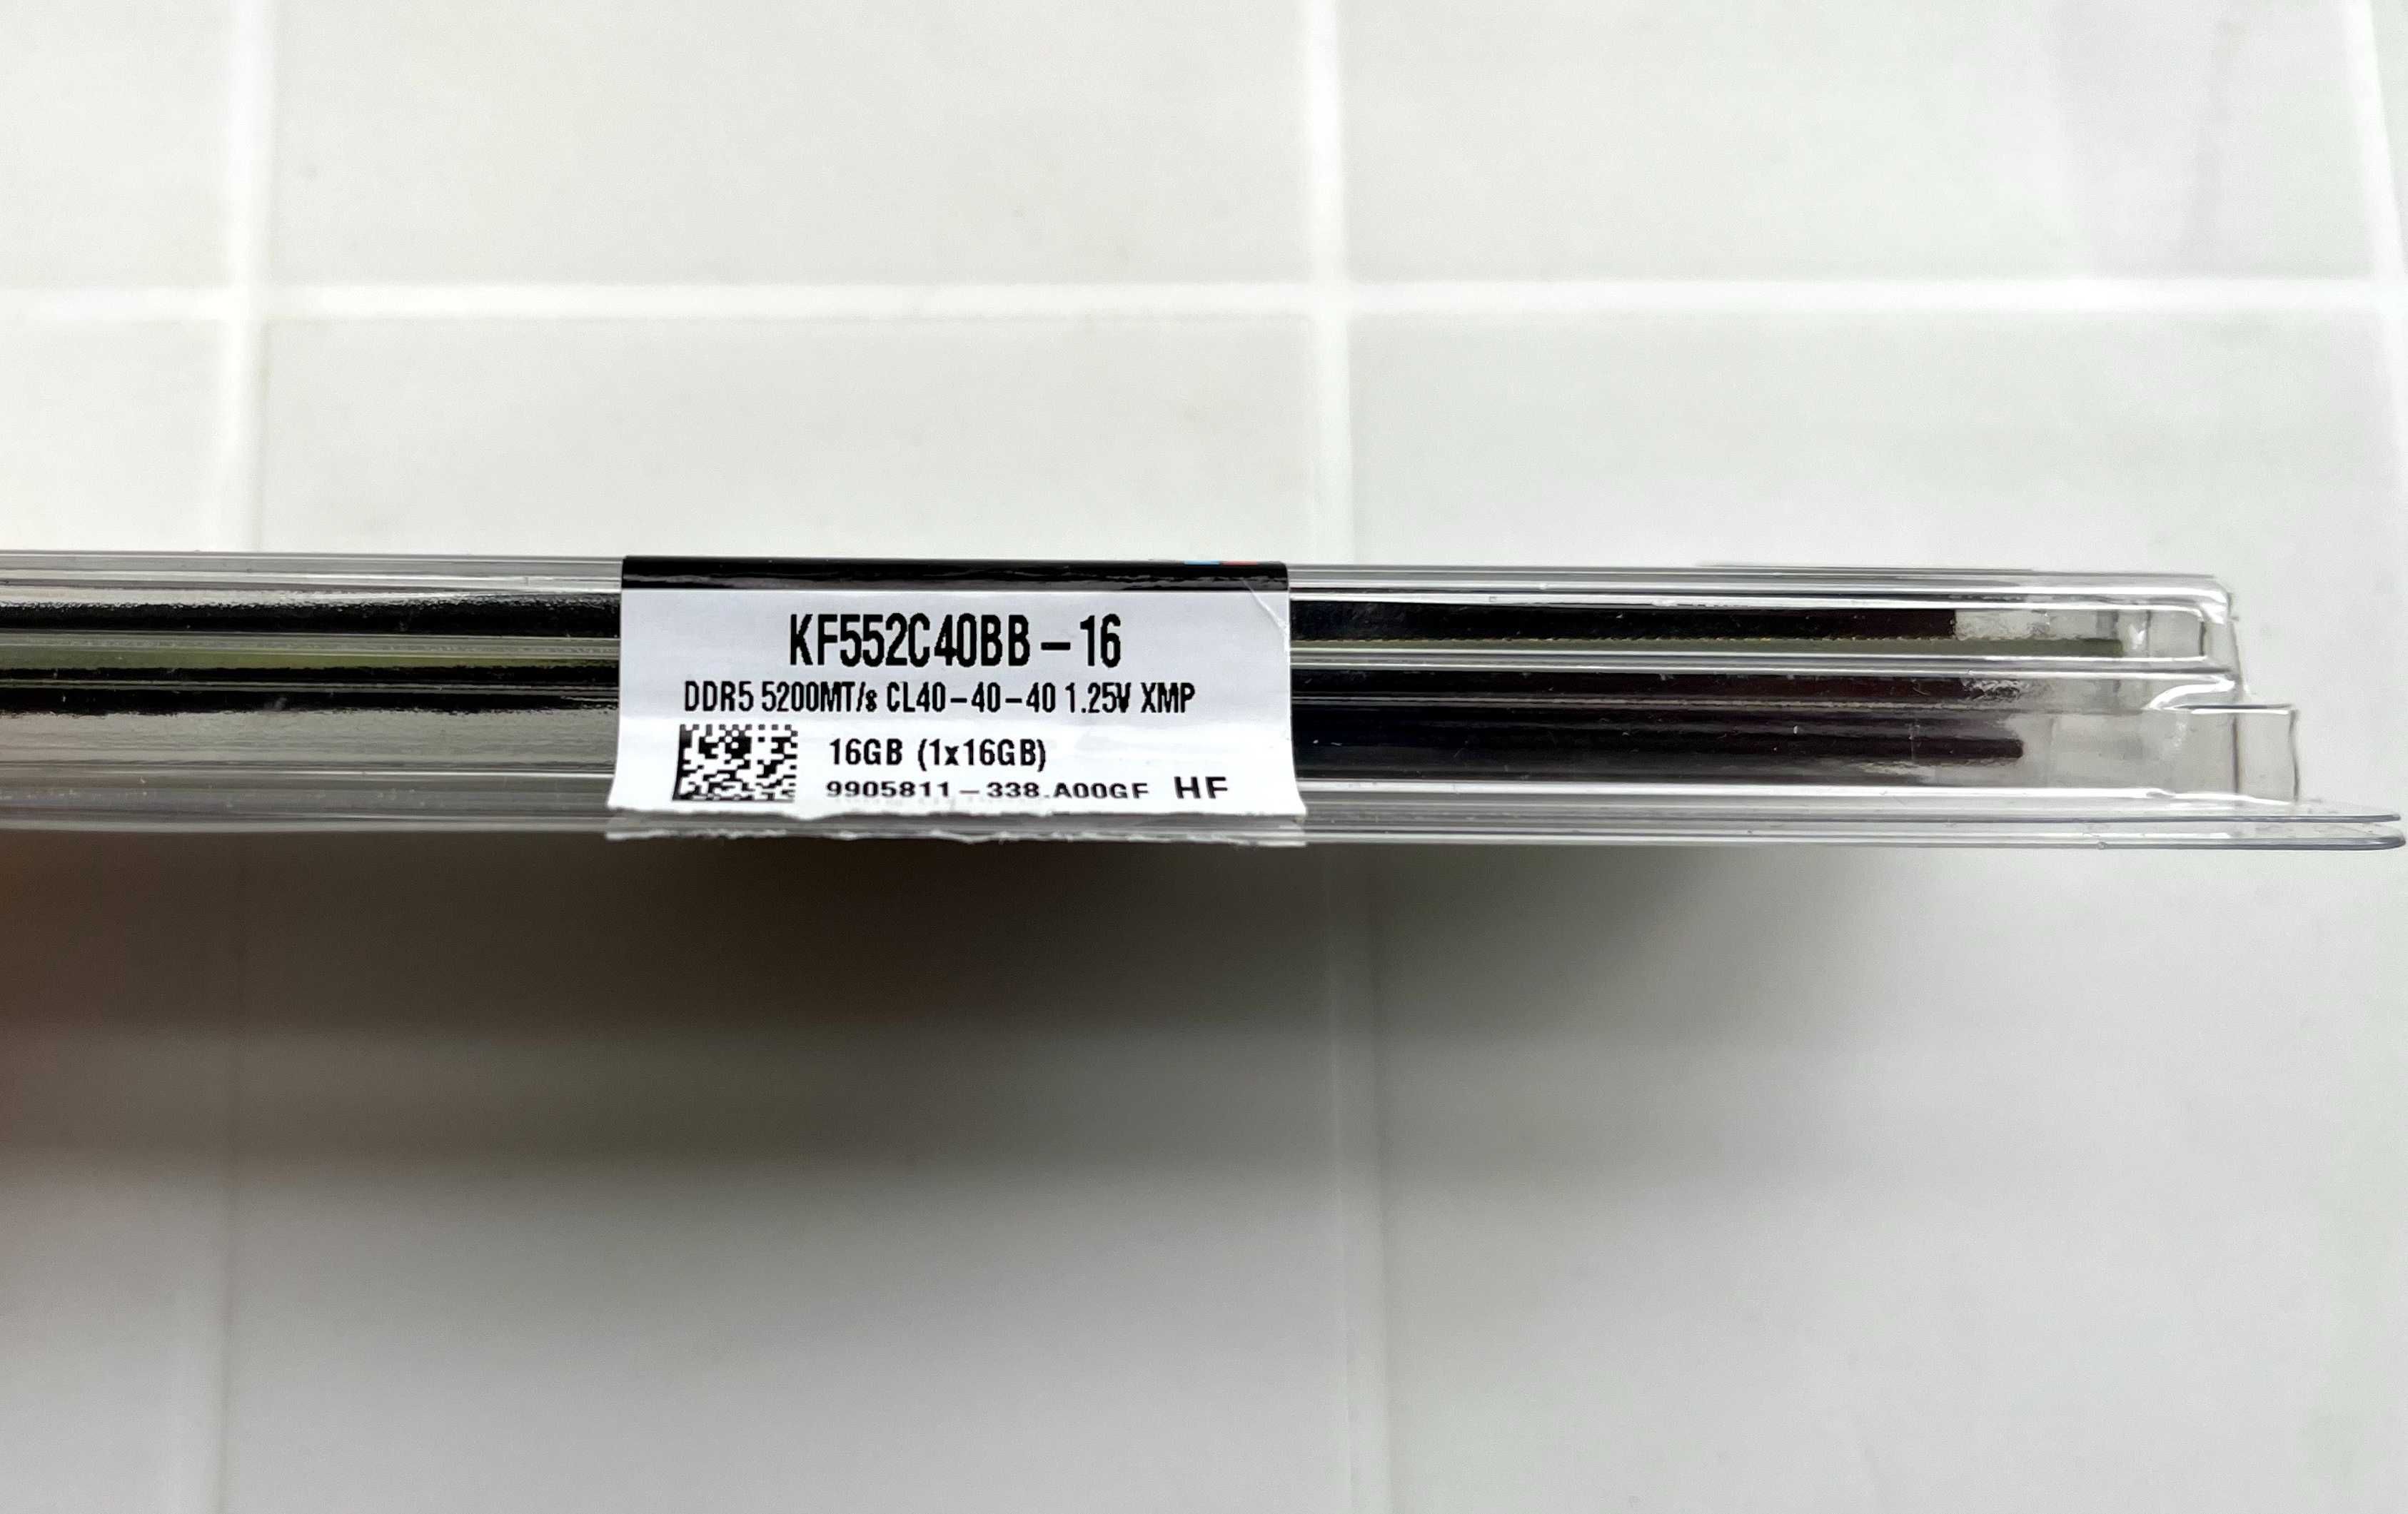 KF552C40BB-16
DDR5 5200MT/s CL40-40-40 1.25V XMP
16GB (1x16GB)
9905811-338.A00GF HF